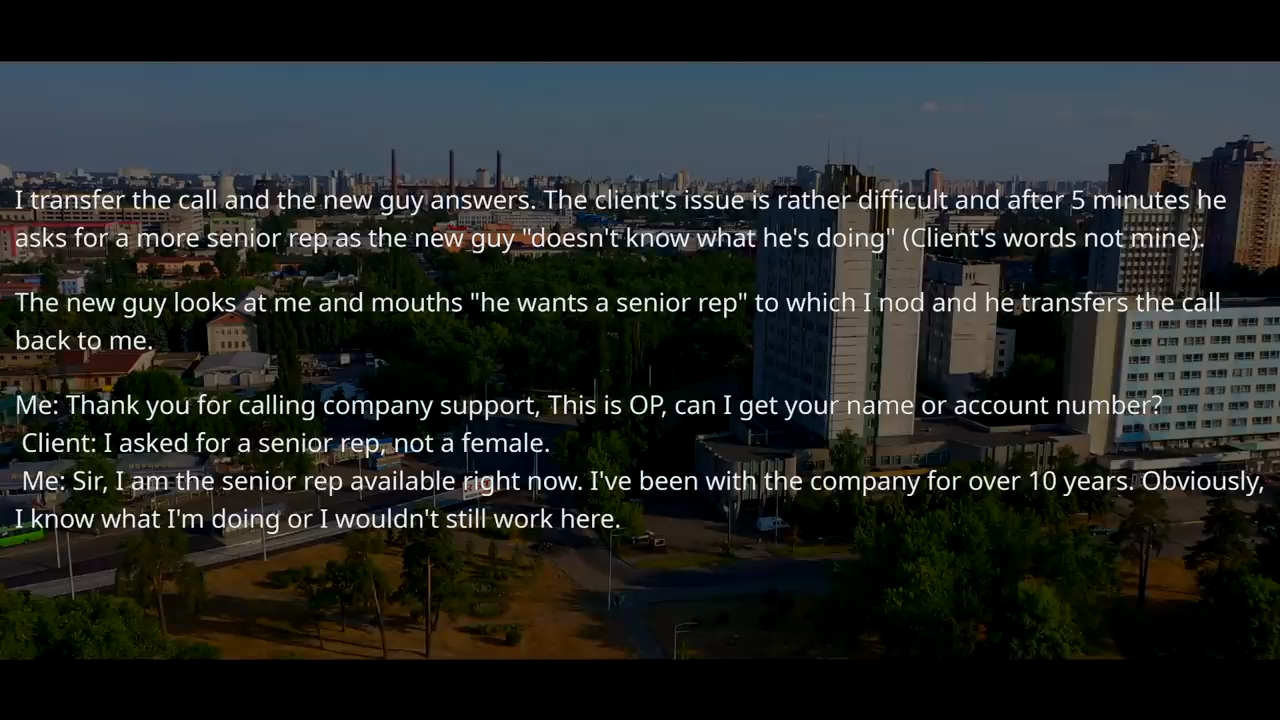 I transfer the call and the new guy answers. The client's issue is rather difficult and after 5 minutes he
asks for a more senior rep as the new guy "doesn't know what he's doing" (Client's words not mine).
The new guy looks at me and mouths "he wants a senior rep" to which I nod and he transfers the call
back to me.
Me: Thank you for calling company support, This is OP, can I get your name or account number?
Client: I asked for a senior rep, not a female.
Me: Sir, I am the senior rep available right now. I've been with the company for over 10 years. Obviously,
I know what I'm doing or I wouldn't still work here.